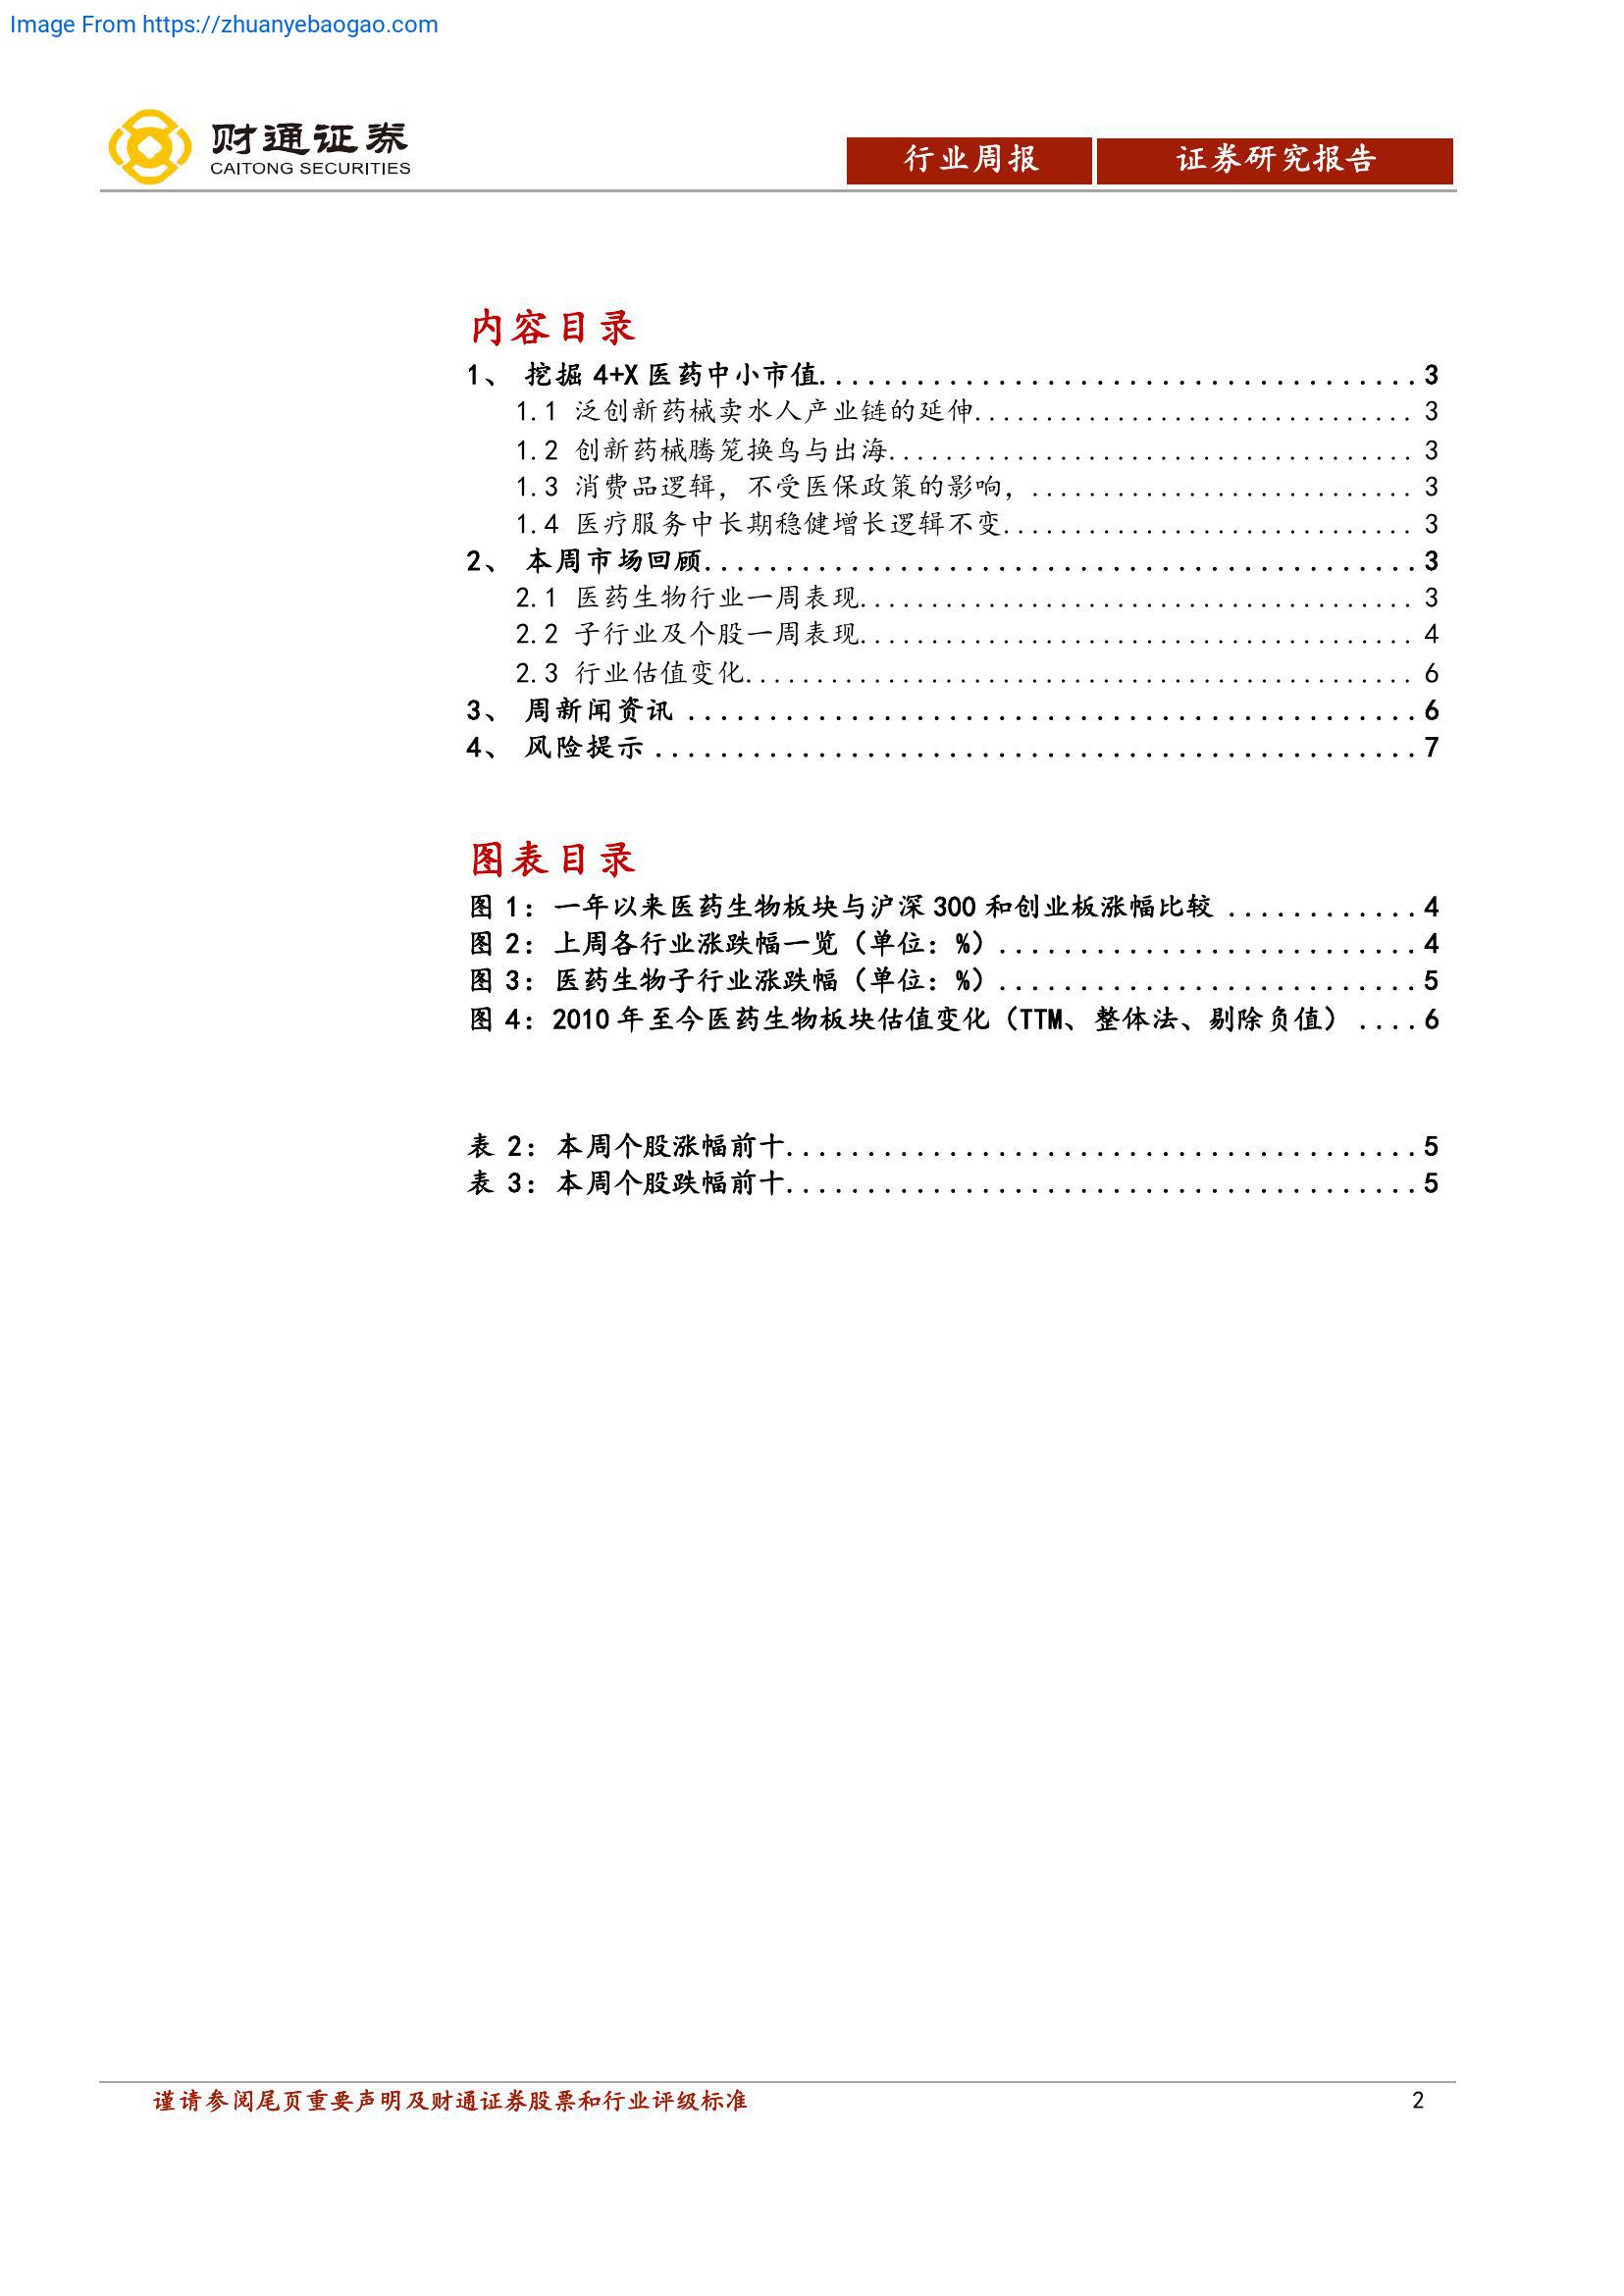 Image From https://zhuanyebaogao.com
财通证券
CAITONG SECURITIES
行业周报
证券研究报告
内容目录
1、 挖掘 4+X 医药中小市值.....................................3
1.1 泛创新药械卖水人产业链的延伸............................... 3
1.2 创新药械腾笼换鸟与出海..................................... 3
1.3 消费品逻辑，不受医保政策的影响，........................... 3
1.4 医疗服务中长期稳健增长逻辑不变............................. 3
2、 本周市场回顾............................................3
2.1 医药生物行业一周表现....................................... 3
2.2 子行业及个股一周表现....................................... 4
2.3 行业估值变化............................................... 6
3、 周新闻资讯 .............................................6
4、 风险提示 ...............................................7
图表目录
图 1：一年以来医药生物板块与沪深 300 和创业板涨幅比较 ............4
图 2：上周各行业涨跌幅一览（单位：%）..........................4
图 3：医药生物子行业涨跌幅（单位：%）..........................5
图 4：2010 年至今医药生物板块估值变化（TTM、整体法、剔除负值） ....6
表 2：本周个股涨幅前十.......................................5
表 3：本周个股跌幅前十.......................................5
谨请参阅尾页重要声明及财通证券股票和行业评级标准
2